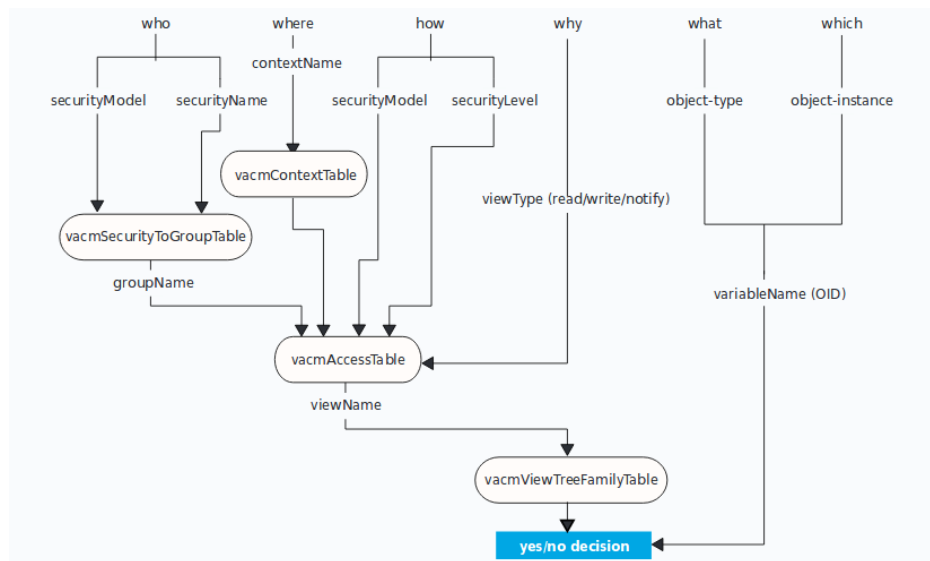 who
where
how
why
what
which
contextName
securityModel
securityName
securityModel
securityLevel
object-type
object-instance
vacmContextTable
viewType (read/write/notify)
vacmSecurityToGroupTable
groupName
variableName (OID)
vacmAccessTable
viewName
vacmViewTreeFamilyTable
yes/no decision